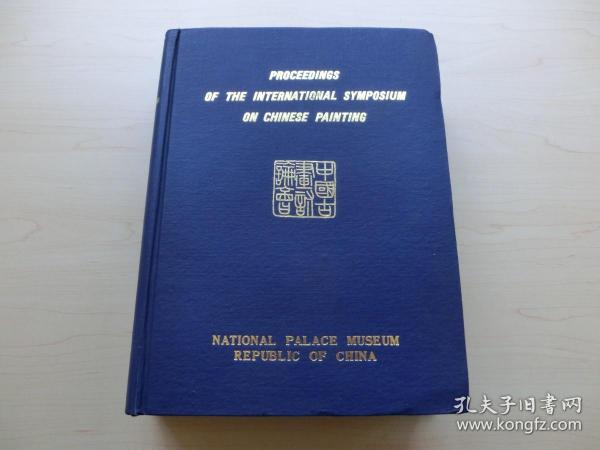 PROCEEDINGS
OF THE INTERNATIONAL SYMPOSIUM
ON CHINESE PAINTING
中國古
畫討
論會
NATIONAL PALACE MUSEUM
REPUBLIC OF CHINA
孔夫子旧书网
www.kongfz.com